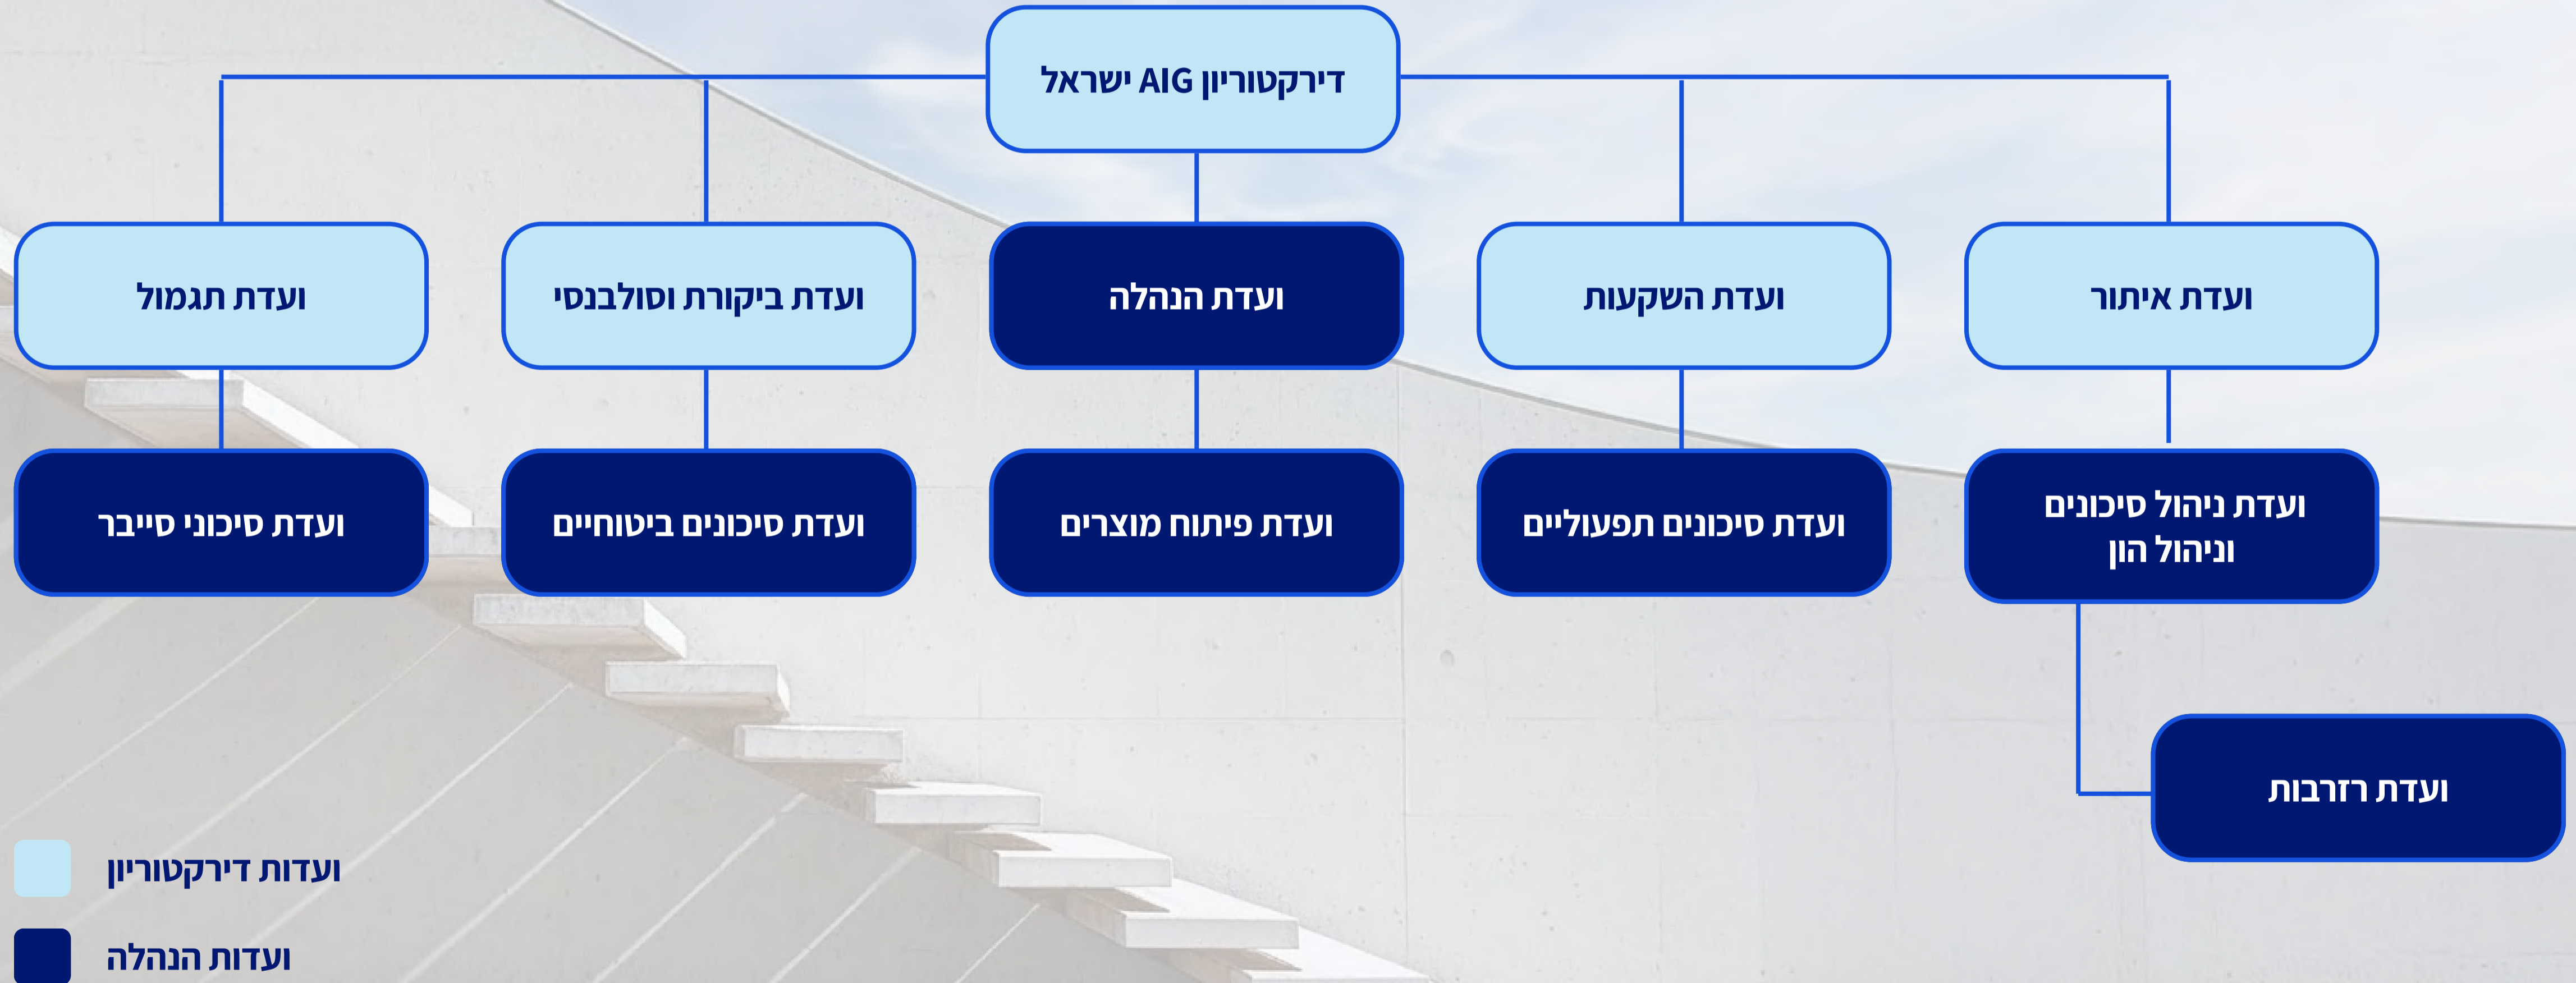 דירקטוריון AIG ישראל
ועדת איתור
ועדת השקעות
ועדת הנהלה
ועדת ביקורת וסולבנסי
ועדת תגמול
ועדת ניהול סיכונים
וניהול הון
ועדת סיכונים תפעוליים
ועדת פיתוח מוצרים
ועדת סיכונים ביטוחיים
ועדת סיכוני סייבר
ועדת רזרבות
ועדות דירקטוריון
ועדות הנהלה